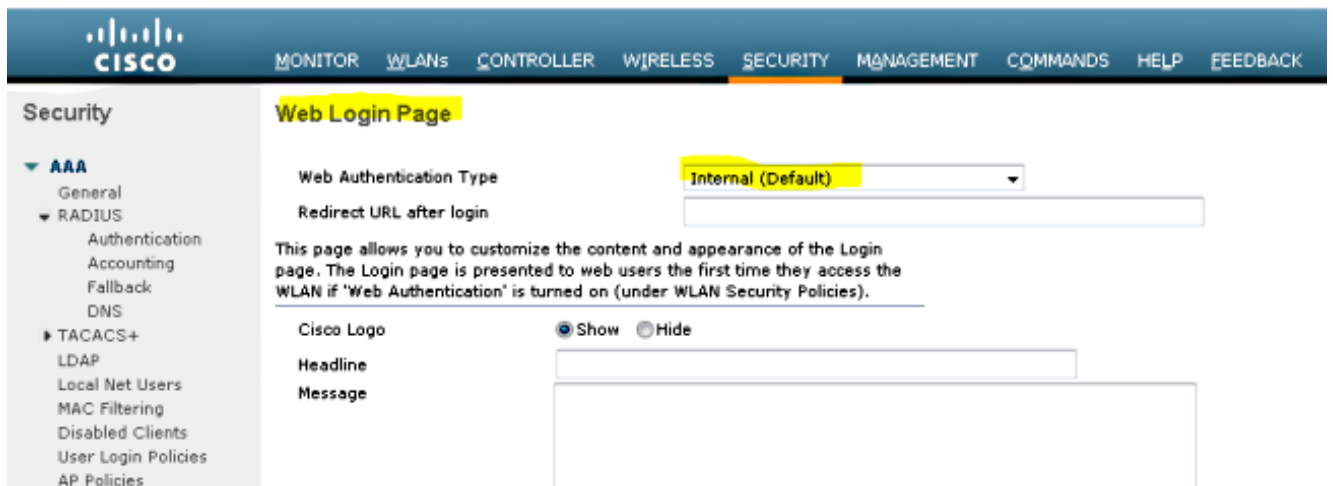 CISCO
MONITOR WLANs CONTROLLER WIRELESS SECURITY MANAGEMENT COMMANDS HELP FEEDBACK
Security
AAA
General
RADIUS
Authentication
Accounting
Fallback
DNS
TACACS+
LDAP
Local Net Users
MAC Filtering
Disabled Clients
User Login Policies
AP Policies
Web Login Page
Web Authentication Type Internal (Default)
Redirect URL after login
This page allows you to customize the content and appearance of the Login
page. The Login page is presented to web users the first time they access the
WLAN if 'Web Authentication' is turned on (under WLAN Security Policies).
Cisco Logo Show Hide
Headline
Message